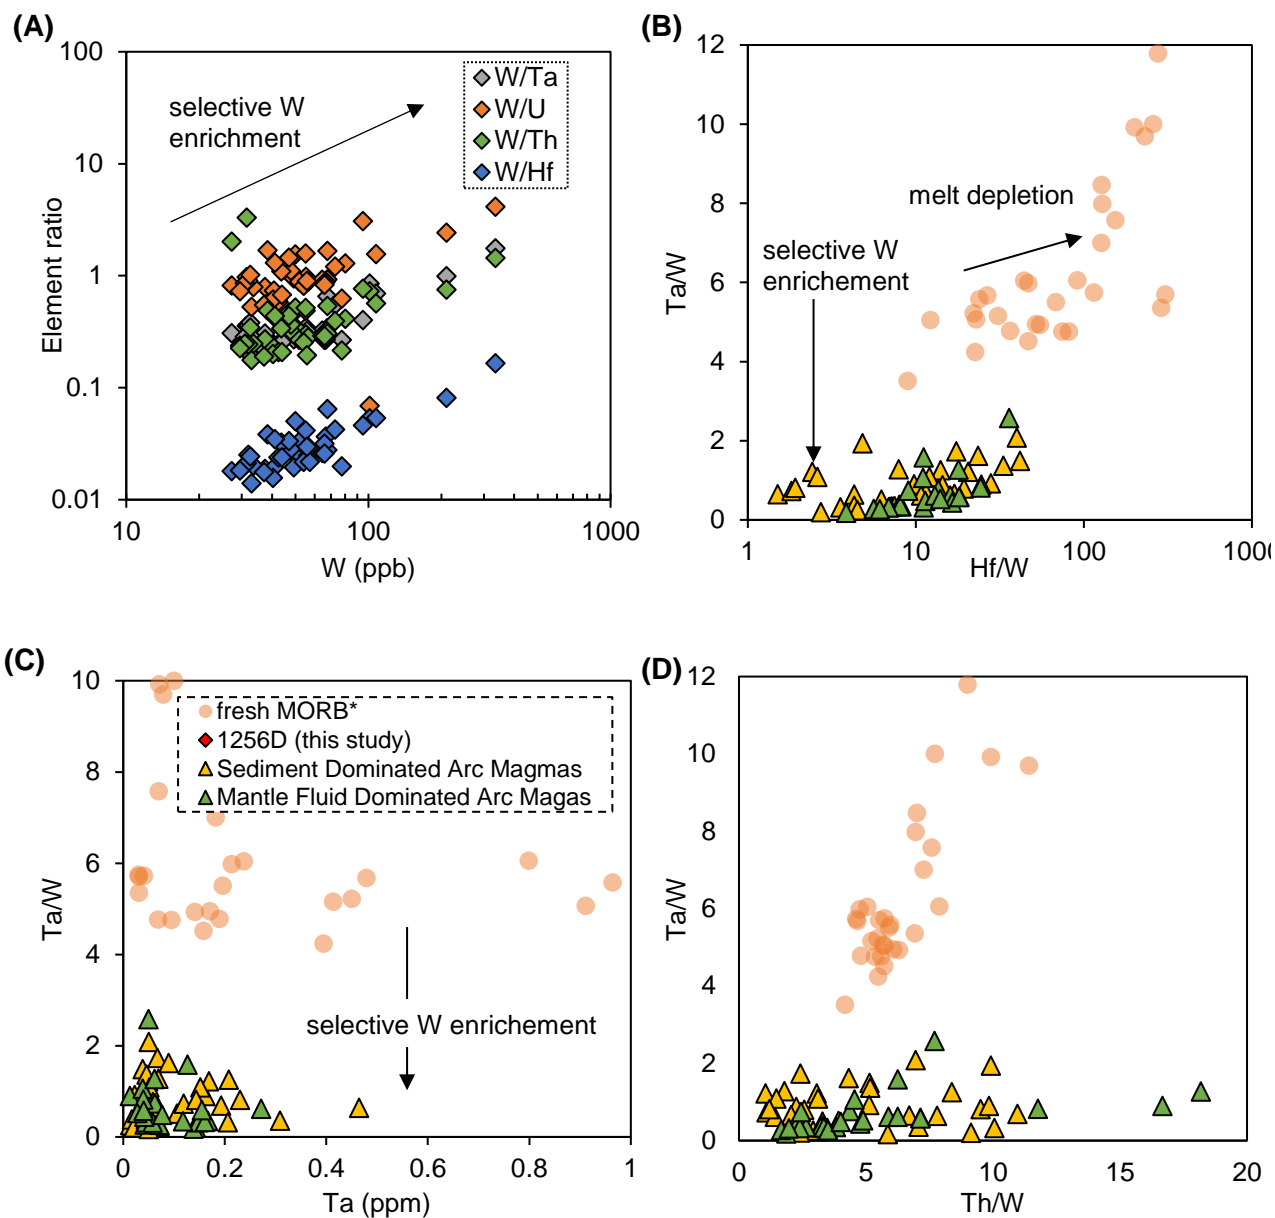 (A)
100
10
1
0.1
0.01
Element ratio
selective W
enrichment
W/Ta
W/U
W/Th
W/Hf
10
100
1000
W (ppb)
(B)
12
10
8
6
4
2
0
Ta/W
melt depletion
selective W
enrichement
1
10
100
1000
Hf/W
(C)
10
8
6
4
2
0
Ta/W
fresh MORB*
1256D (this study)
Sediment Dominated Arc Magmas
Mantle Fluid Dominated Arc Magas
selective W enrichement
0
0.2
0.4
0.6
0.8
1
Ta (ppm)
(D)
12
10
8
6
4
2
0
Ta/W
0
5
10
15
20
Th/W